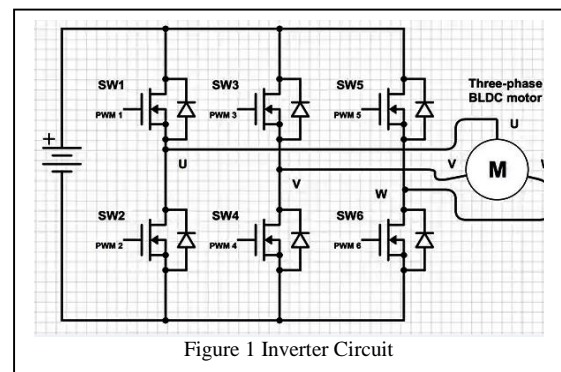 SW1
SW3
SW5
PWM 1
PWM 3
PWM 5
Three-phase
BLDC motor
U
+
U
V
V
M
W
SW2
SW4
SW6
PWM 2
PWM 4
PWM 6
Figure 1 Inverter Circuit